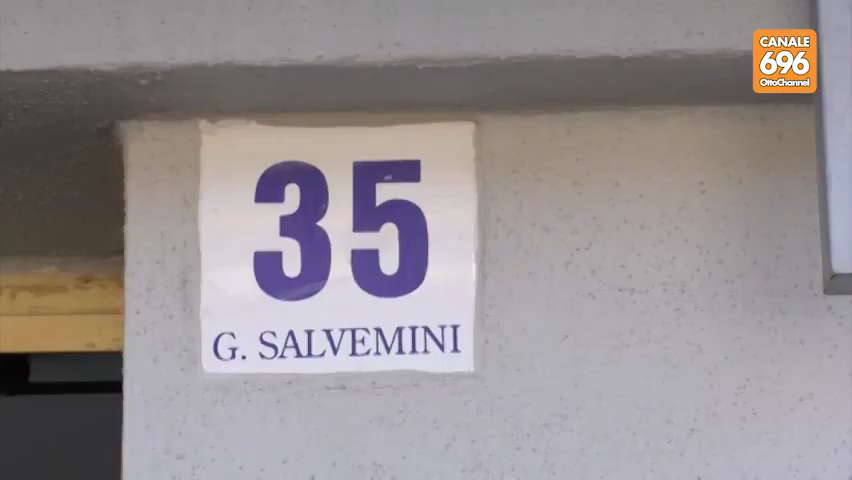 CANALE
696
OttoChannel
35
G. SALVEMINI